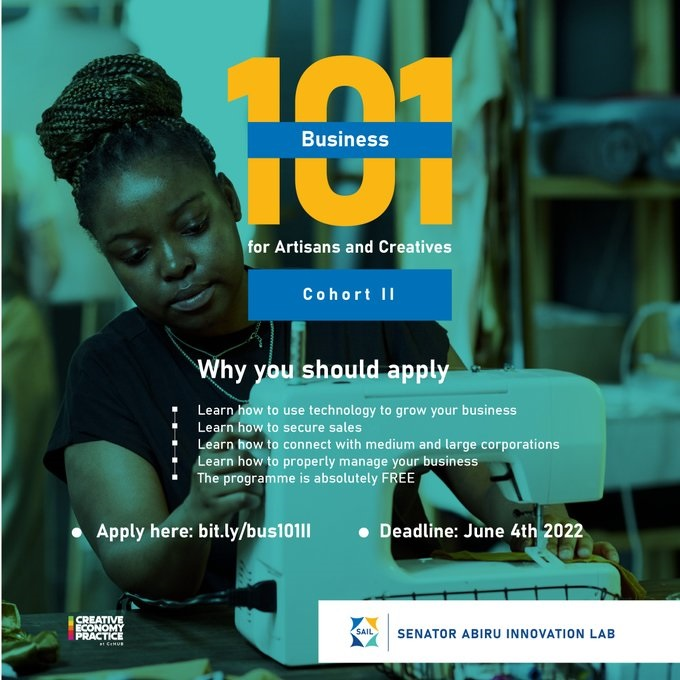 101
Business
for Artisans and Creatives
Cohort II
Why you should apply
Learn how to use technology to grow your business
Learn how to secure sales
Learn how to connect with medium and large corporations
Learn how to properly manage your business
The programme is absolutely FREE
Apply here: bit.ly/bus101II
Deadline: June 4th 2022
CREATIVE
ECONOMY
PRACTICE
at CcHUB
SAIL
SENATOR ABIRU INNOVATION LAB